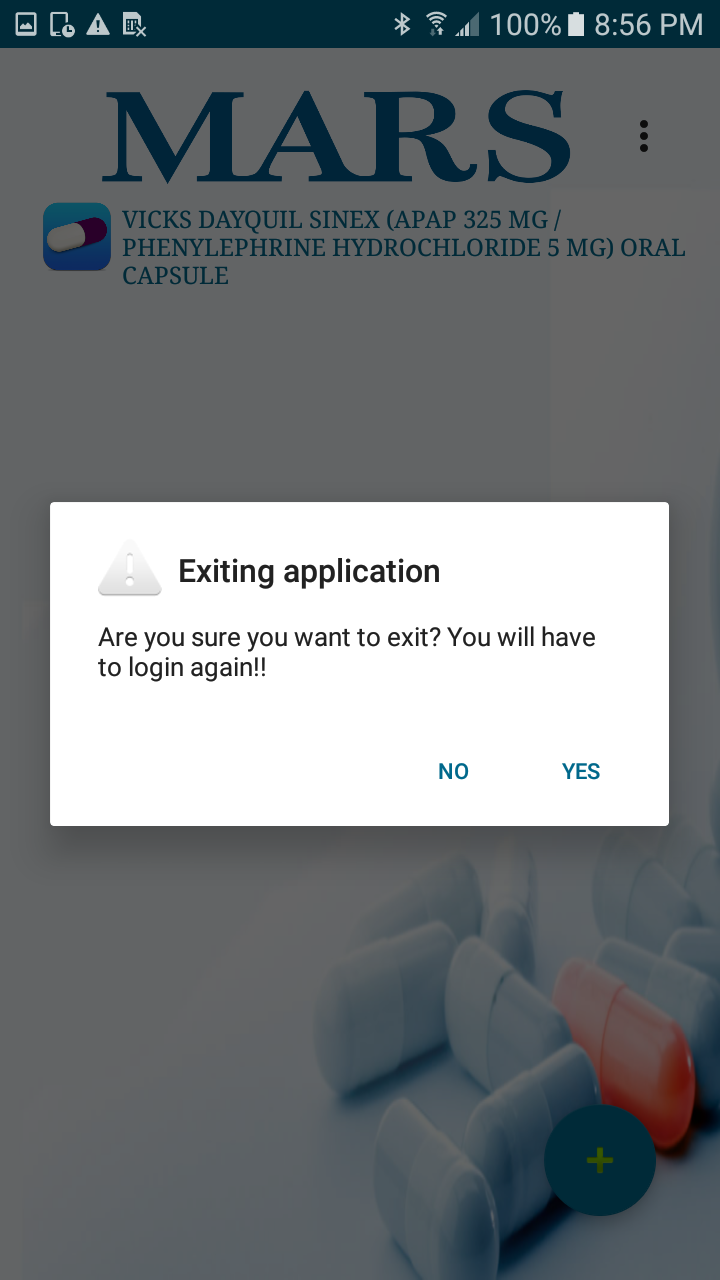 100% 8:56 PM
MARS
VICKS DAYQUIL SINEX (APAP 325 MG /
PHENYLEPHRINE HYDROCHLORIDE 5 MG) ORAL
CAPSULE
Exiting application
Are you sure you want to exit? You will have
to login again!!
NO YES